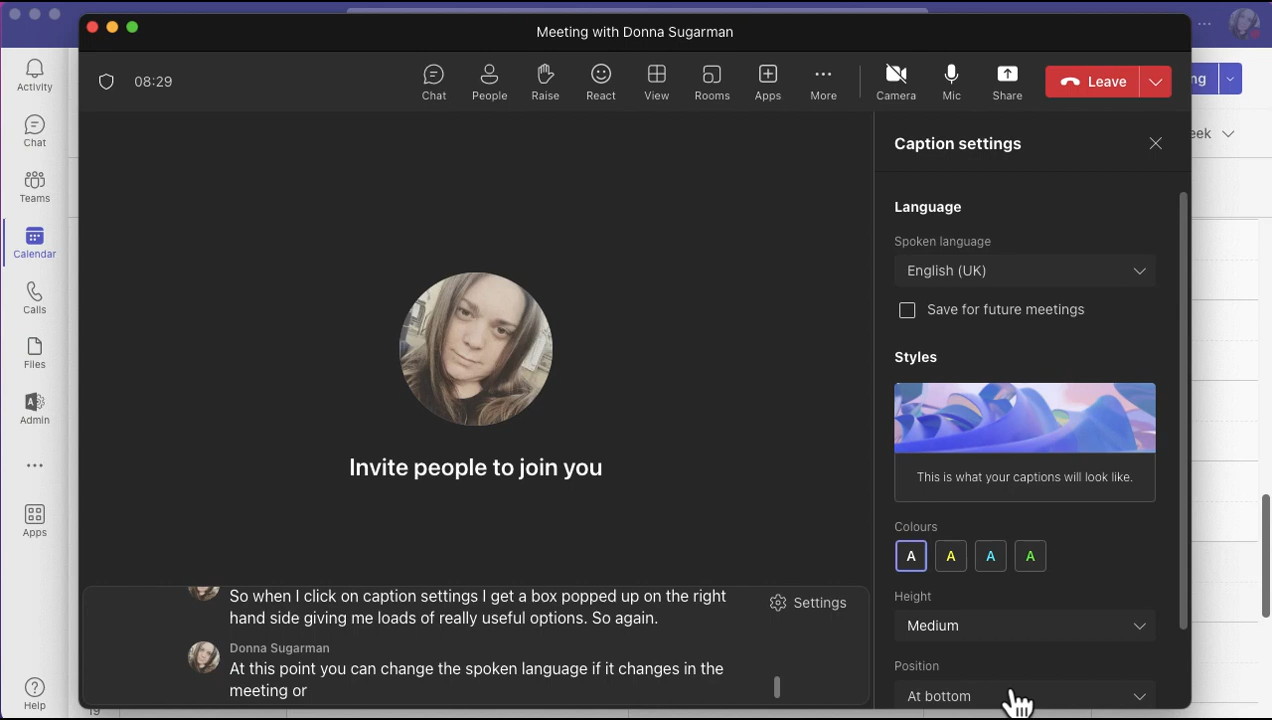 Meeting with Donna Sugarman
08:29
Chat
People
Raise
React
View
Rooms
Apps
More
Camera
Mic
Share
Leave
Activity
Chat
Teams
Calendar
Calls
Files
Admin
Apps
Help
Invite people to join you
So when I click on caption settings I get a box popped up on the right
hand side giving me loads of really useful options. So again.
Settings
Donna Sugarman
At this point you can change the spoken language if it changes in the
meeting or
Caption settings
Language
Spoken language
English (UK)
Save for future meetings
Styles
This is what your captions will look like.
Colours
A A A A
Height
Medium
Position
At bottom